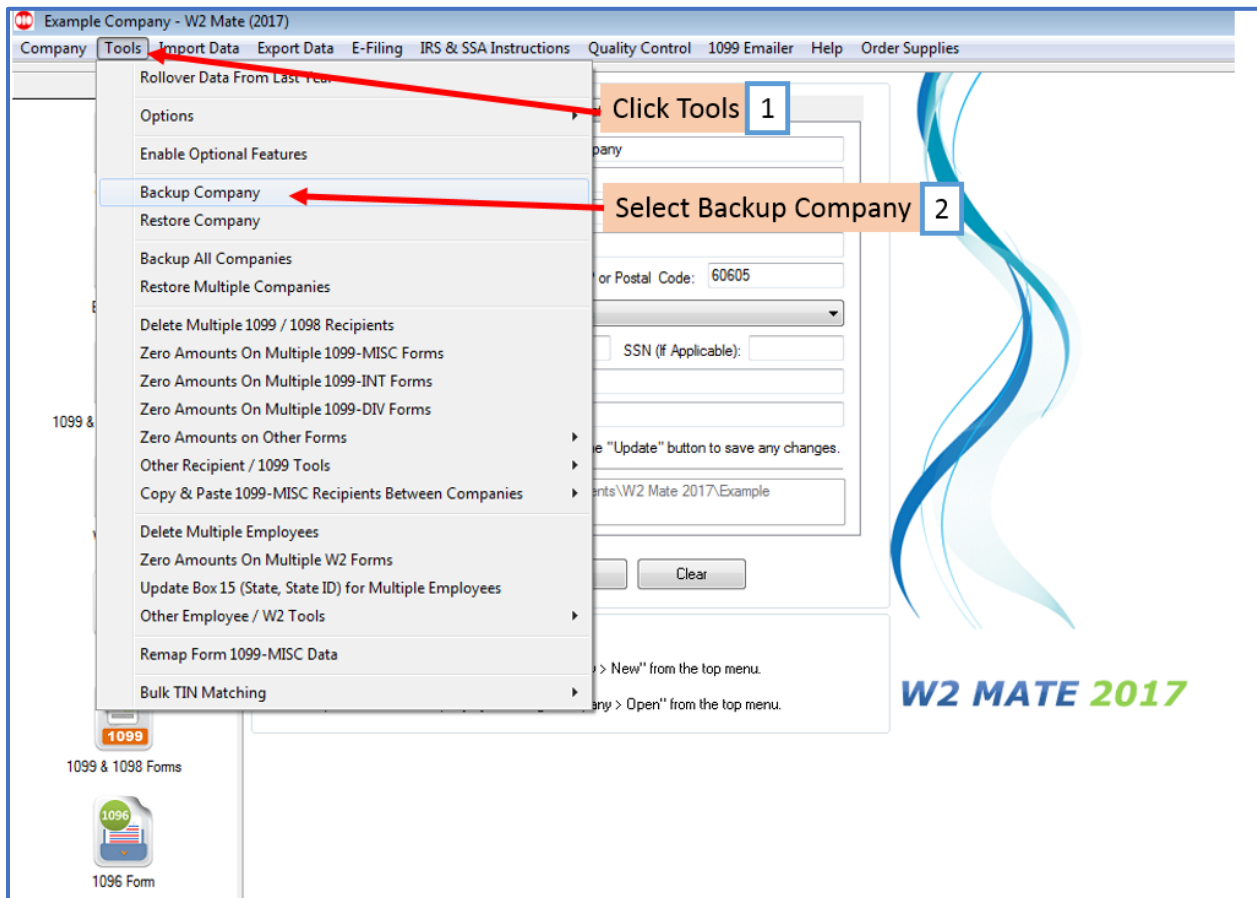 Example Company - W2 Mate (2017)
Company Tools Import Data Export Data E-Filing IRS & SSA Instructions Quality Control 1099 Emailer Help Order Supplies
Rollover Data From Last Year
Options
Click Tools 1
Enable Optional Features
pany
Backup Company
Select Backup Company 2
Restore Company
Backup All Companies
or Postal Code: 60605
Restore Multiple Companies
Delete Multiple 1099 / 1098 Recipients
Zero Amounts On Multiple 1099-MISC Forms
SSN (If Applicable):
Zero Amounts On Multiple 1099-INT Forms
Zero Amounts On Multiple 1099-DIV Forms
1099 &
Zero Amounts on Other Forms
e "Update" button to save any changes.
Other Recipient / 1099 Tools
Copy & Paste 1099-MISC Recipients Between Companies
ents\W2 Mate 2017\Example
Delete Multiple Employees
Zero Amounts On Multiple W2 Forms
Clear
Update Box 15 (State, State ID) for Multiple Employees
Other Employee / W2 Tools
Remap Form 1099-MISC Data
> New" from the top menu.
Bulk TIN Matching
any > Open" from the top menu.
W2 MATE 2017
1099
1099 & 1098 Forms
1096
1096 Form